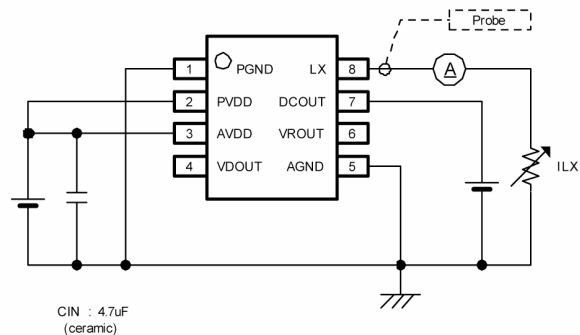 Probe
1 PGND LX 8 A
2 PVDD DCOUT 7
3 AVDD VROUT 6
4 VDOUT AGND 5
ILX
CIN : 4.7uF
(ceramic)